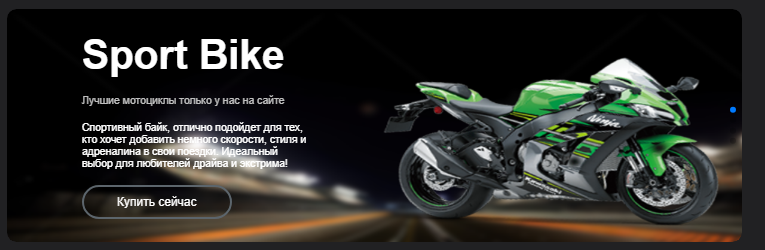 Sport Bike
Лучшие мотоциклы только у нас на сайте
Спортивный байк, отлично подойдет для тех,
кто хочет добавить немного скорости, стиля и
адреналина в свои поездки. Идеальный
выбор для любителей драйва и экстрима!
Купить сейчас
Ninja
Kawasaki